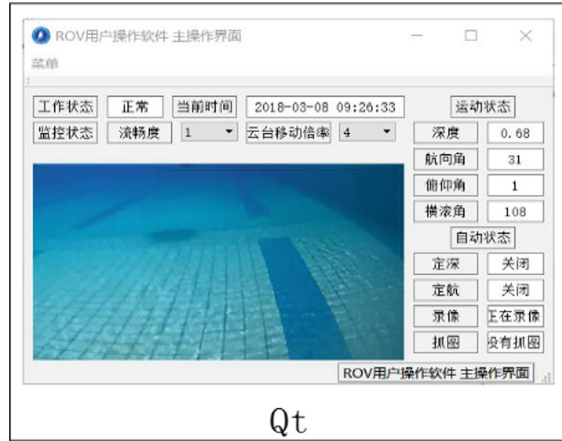 ROV用户操作软件 主操作界面
菜单
工作状态 正常 当前时间 2018-03-08 09:26:33 运动状态
监控状态 流畅度 1 云台移动倍率 4 深度 0.68
航向角 31
俯仰角 1
横滚角 108
自动状态
定深 关闭
定航 关闭
录像 正在录像
抓图 没有抓图
ROV用户操作软件 主操作界面
Qt